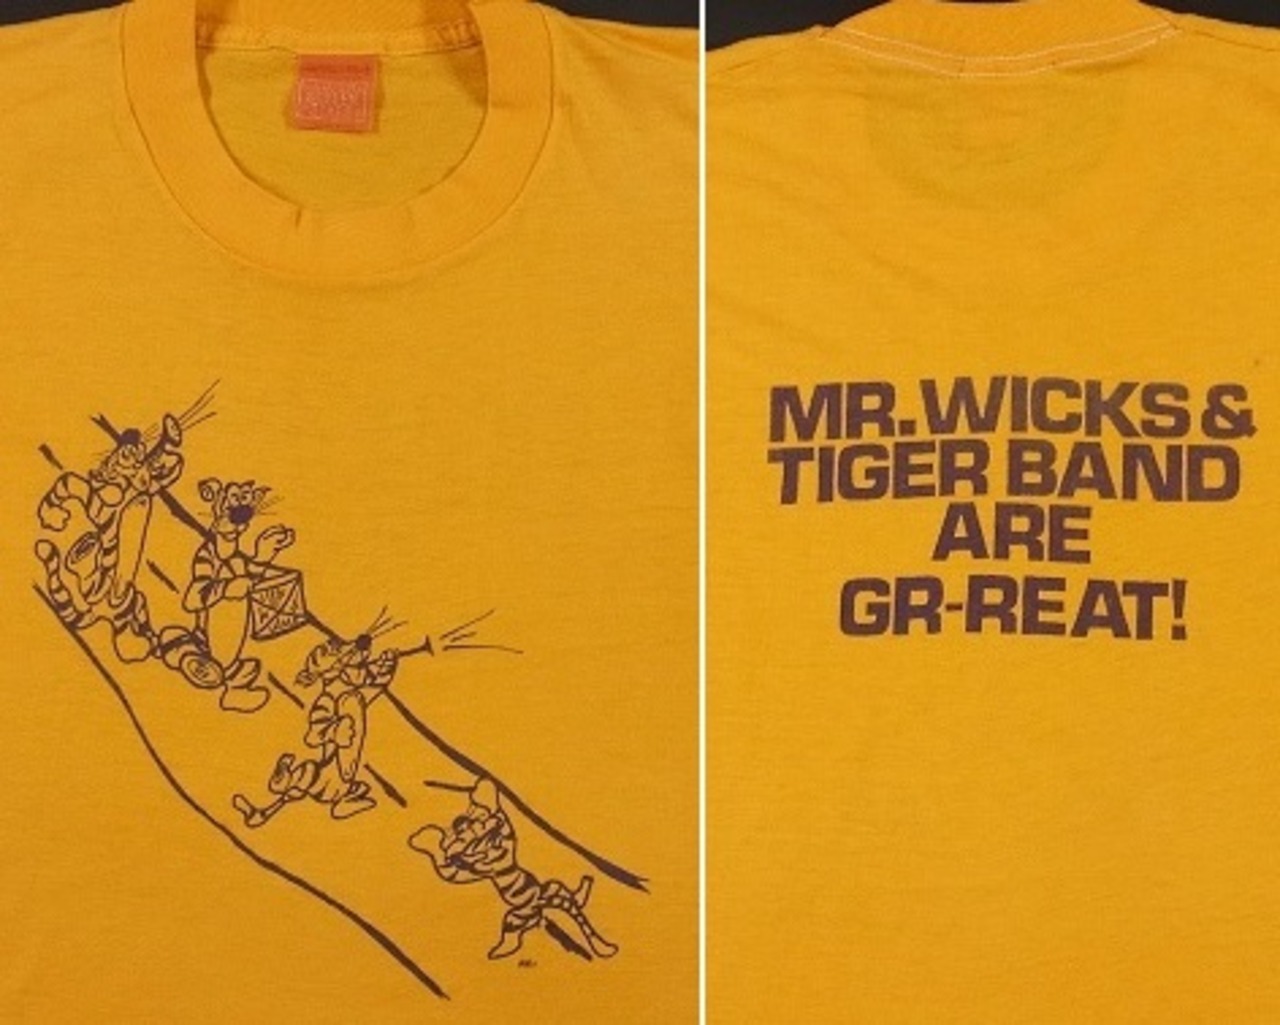 MR. WICKS &
TIGER BAND
ARE
GR-REAT!